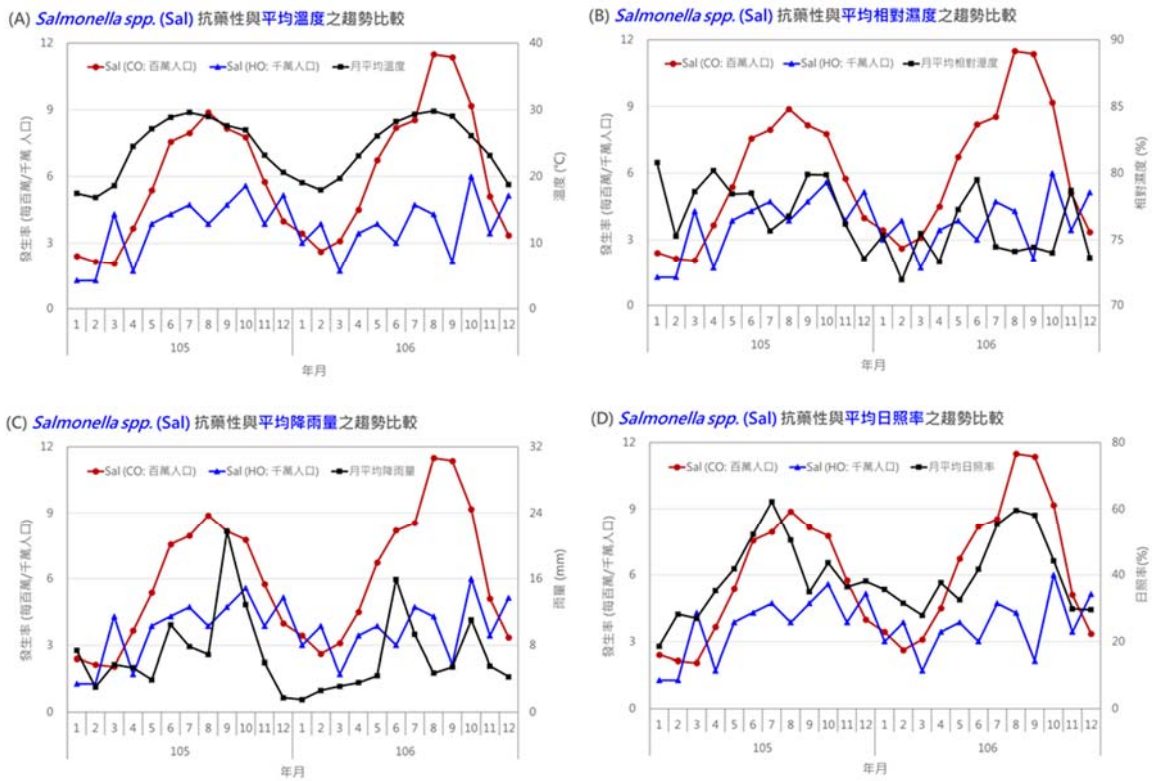 (A) Salmonella spp. (Sal) 抗藥性與平均溫度之趨勢比較
12 40
Sal (CO: 百萬人口) Sal (HO: 千萬人口) 月平均溫度
9 30
6 20
3 10
0 0
發生率 (每百萬/千萬 人口)
溫度 (℃)
1 2 3 4 5 6 7 8 9 10 11 12 1 2 3 4 5 6 7 8 9 10 11 12
105 106
年月
(B) Salmonella spp. (Sal) 抗藥性與平均相對濕度之趨勢比較
12 90
Sal (CO: 百萬人口) Sal (HO: 千萬人口) 月平均相對溼度
9 85
80
6
75
3
0 70
發生率 (每百萬/千萬人口)
相對濕度 (%)
1 2 3 4 5 6 7 8 9 10 11 12 1 2 3 4 5 6 7 8 9 10 11 12
105 106
年月
(C) Salmonella spp. (Sal) 抗藥性與平均降雨量之趨勢比較
12 32
Sal (CO: 百萬人口) Sal (HO: 千萬人口) 月平均降雨量
9 24
6 16
3 8
0 0
發生率 (每百萬/千萬人口)
雨量 (mm)
1 2 3 4 5 6 7 8 9 10 11 12 1 2 3 4 5 6 7 8 9 10 11 12
105 106
年月
(D) Salmonella spp. (Sal) 抗藥性與平均日照率之趨勢比較
12 80
Sal (CO: 百萬人口) Sal (HO: 千萬人口) 月平均日照率
9 60
6 40
3 20
0 0
發生率 (每百萬/千萬人口)
日照率(%)
1 2 3 4 5 6 7 8 9 10 11 12 1 2 3 4 5 6 7 8 9 10 11 12
105 106
年月